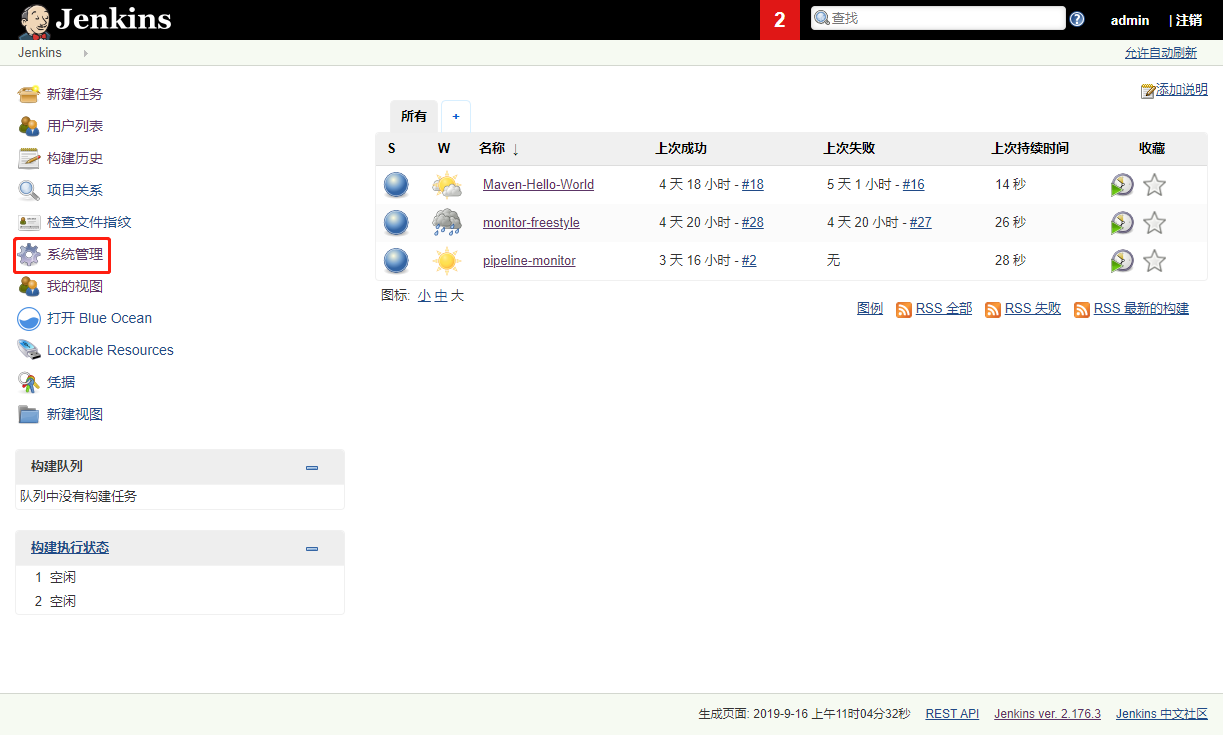 Jenkins 2 查找 admin | 注销
Jenkins 允许自动刷新
新建任务
用户列表
构建历史
项目关系
检查文件指纹
系统管理
我的视图
打开 Blue Ocean
Lockable Resources
凭据
新建视图
构建队列
队列中没有构建任务
构建执行状态
1 空闲
2 空闲
添加说明
所有 +
S W 名称 ↓ 上次成功 上次失败 上次持续时间 收藏
Maven-Hello-World 4 天 18 小时 - #18 5 天 1 小时 - #16 14 秒
monitor-freestyle 4 天 20 小时 - #28 4 天 20 小时 - #27 26 秒
pipeline-monitor 3 天 16 小时 - #2 无 28 秒
图标: 小 中 大
图例 RSS 全部 RSS 失败 RSS 最新的构建
生成页面: 2019-9-16 上午11时04分32秒 REST API Jenkins ver. 2.176.3 Jenkins 中文社区